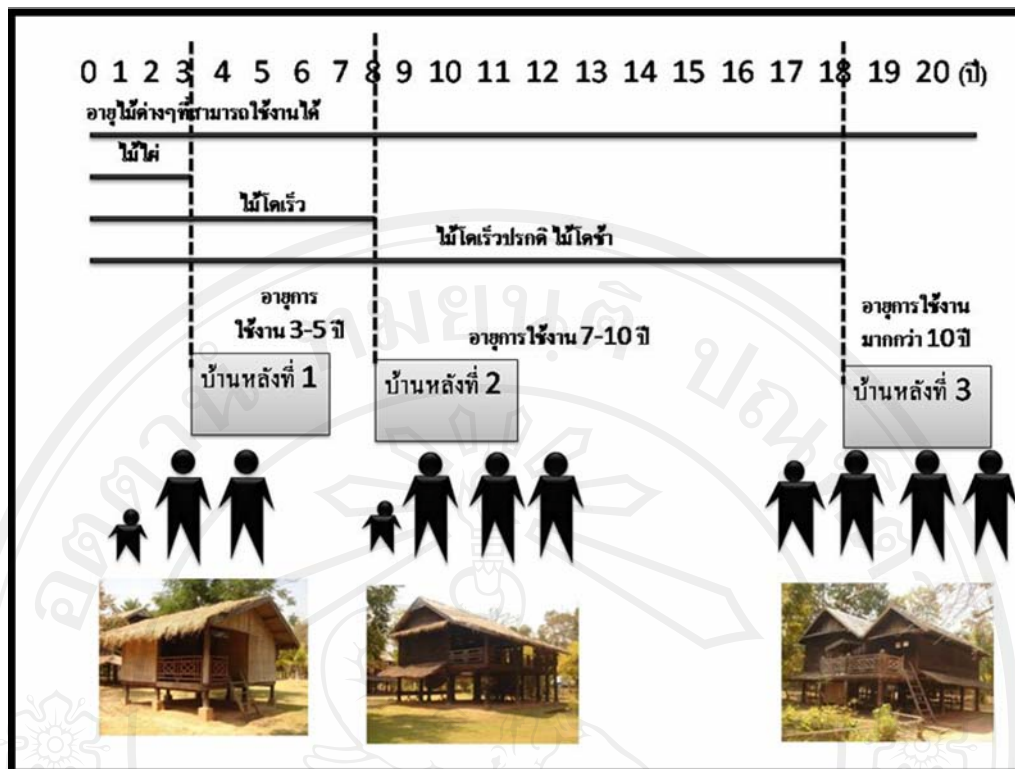 0 1 2 3 4 5 6 7 8 9 10 11 12 13 14 15 16 17 18 19 20 (ปี)
อายุไม้ต่างๆที่สามารถใช้งานได้
ไม้ไผ่
ไม้โตเร็ว
ไม้โตเร็วปรกติ ไม้โตช้า
อายุการ
ใช้งาน 3-5 ปี
อายุการใช้งาน 7-10 ปี
อายุการใช้งาน
มากกว่า 10 ปี
บ้านหลังที่ 1
บ้านหลังที่ 2
บ้านหลังที่ 3